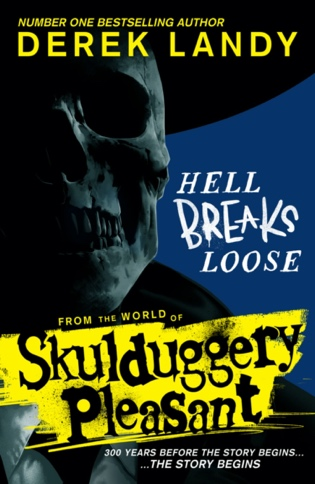 NUMBER ONE BESTSELLING AUTHOR
DEREK LANDY
HELL
BREAKS
LOOSE
FROM THE WORLD OF
Skulduggery
Pleasant
300 YEARS BEFORE THE STORY BEGINS...
...THE STORY BEGINS